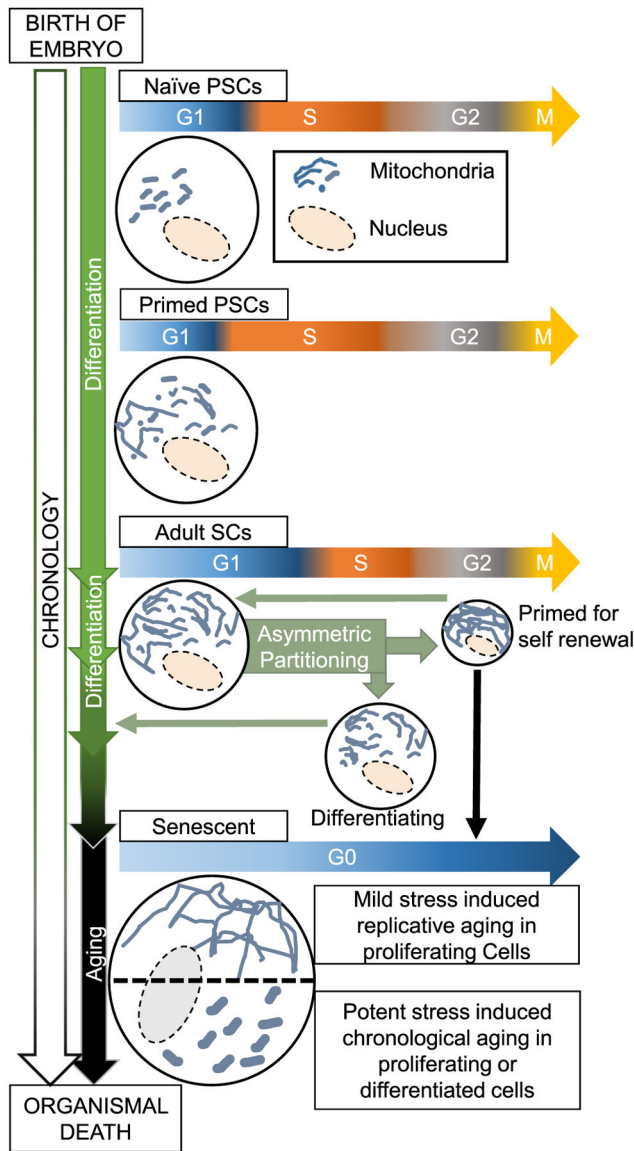 BIRTH OF
EMBRYO
Naïve PSCs
G1 S G2 M
Mitochondria
Nucleus
Differentiation
Primed PSCs
G1 S G2 M
CHRONOLOGY
Adult SCs
G1 S G2 M
Differentiation
Asymmetric
Partitioning
Primed for
self renewal
Differentiating
Senescent
G0
Aging
Mild stress induced
replicative aging in
proliferating Cells
Potent stress induced
chronological aging in
proliferating or
differentiated cells
ORGANISMAL
DEATH